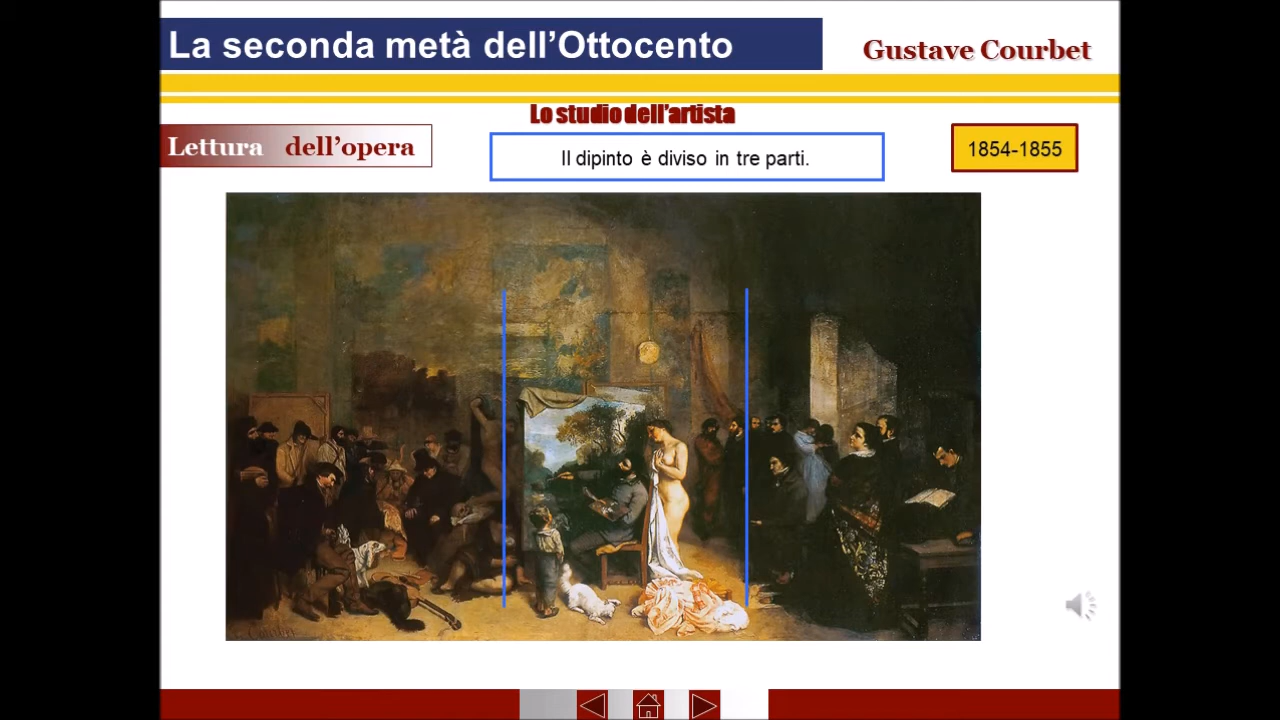 La seconda metà dell’Ottocento
Gustave Courbet
Lo studio dell’artista
Lettura dell’opera
Il dipinto è diviso in tre parti.
1854-1855